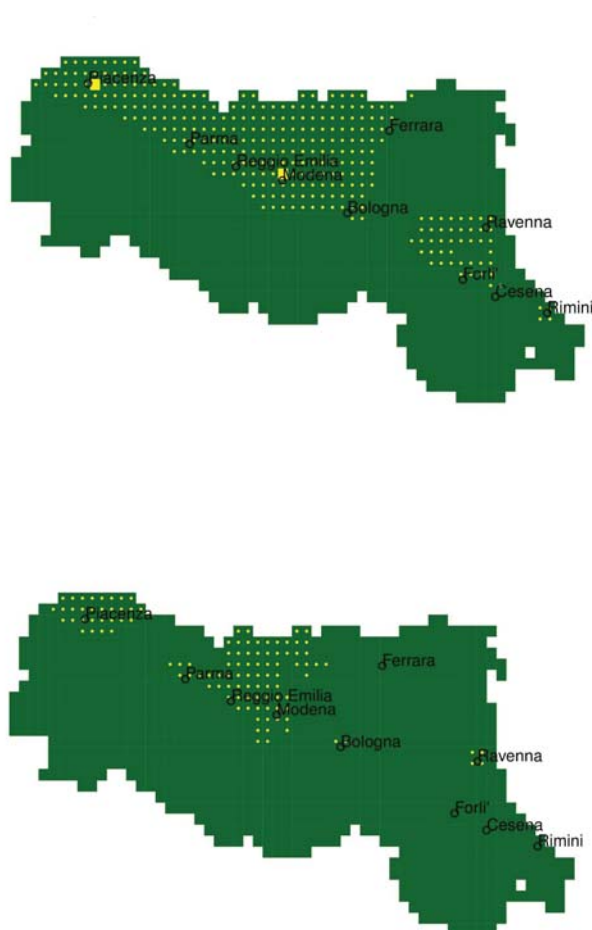 Piacenza
Ferrara
Parma
Reggio Emilia
Modena
Bologna
Ravenna
Forli'
Cesena
Rimini
Piacenza
Ferrara
Parma
Reggio Emilia
Modena
Bologna
Ravenna
Forli'
Cesena
Rimini